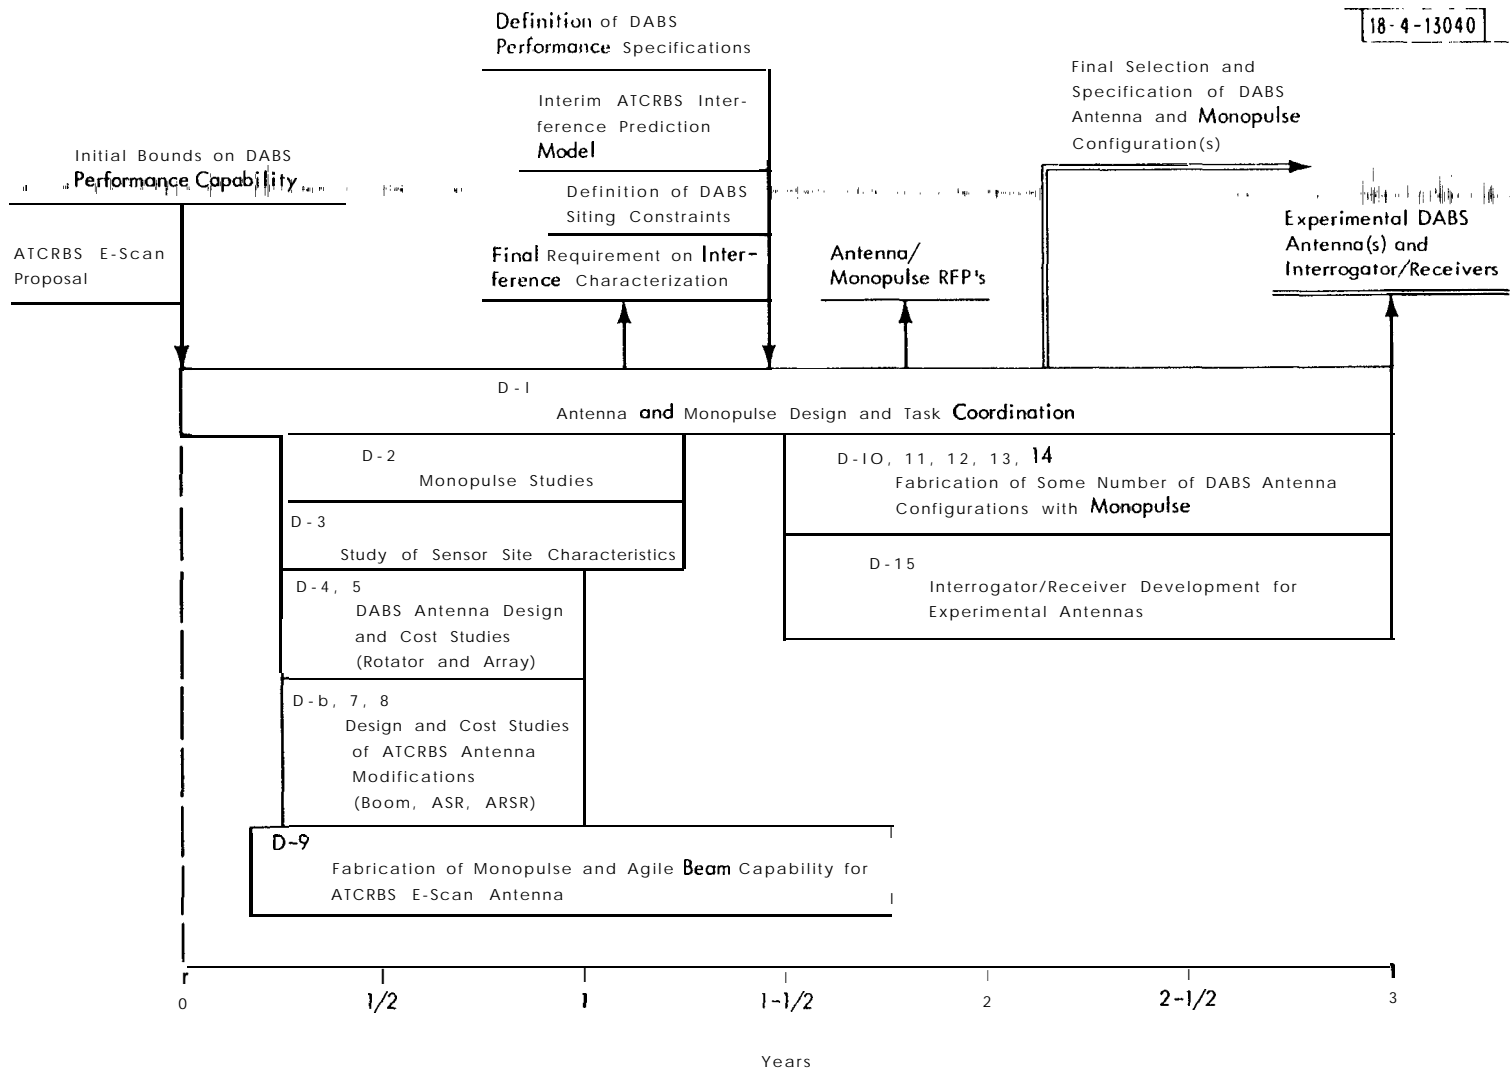 18-4-13040
Definition of DABS
Performance Specifications
Interim ATCRBS Inter-
ference Prediction
Model
Definition of DABS
Siting Constraints
Final Requirement on Inter-
ference Characterization
Initial Bounds on DABS
Performance Capability
ATCRBS E-Scan
Proposal
Antenna/
Monopulse RFP's
Final Selection and
Specification of DABS
Antenna and Monopulse
Configuration(s)
Experimental DABS
Antenna(s) and
Interrogator/Receivers
D-I
Antenna and Monopulse Design and Task Coordination
D-2
Monopulse Studies
D-3
Study of Sensor Site Characteristics
D-4, 5
DABS Antenna Design
and Cost Studies
(Rotator and Array)
D-b, 7, 8
Design and Cost Studies
of ATCRBS Antenna
Modifications
(Boom, ASR, ARSR)
D-9
Fabrication of Monopulse and Agile Beam Capability for
ATCRBS E-Scan Antenna
D-IO, 11, 12, 13, 14
Fabrication of Some Number of DABS Antenna
Configurations with Monopulse
D-15
Interrogator/Receiver Development for
Experimental Antennas
0 1/2 1 1-1/2 2 2-1/2 3
Years